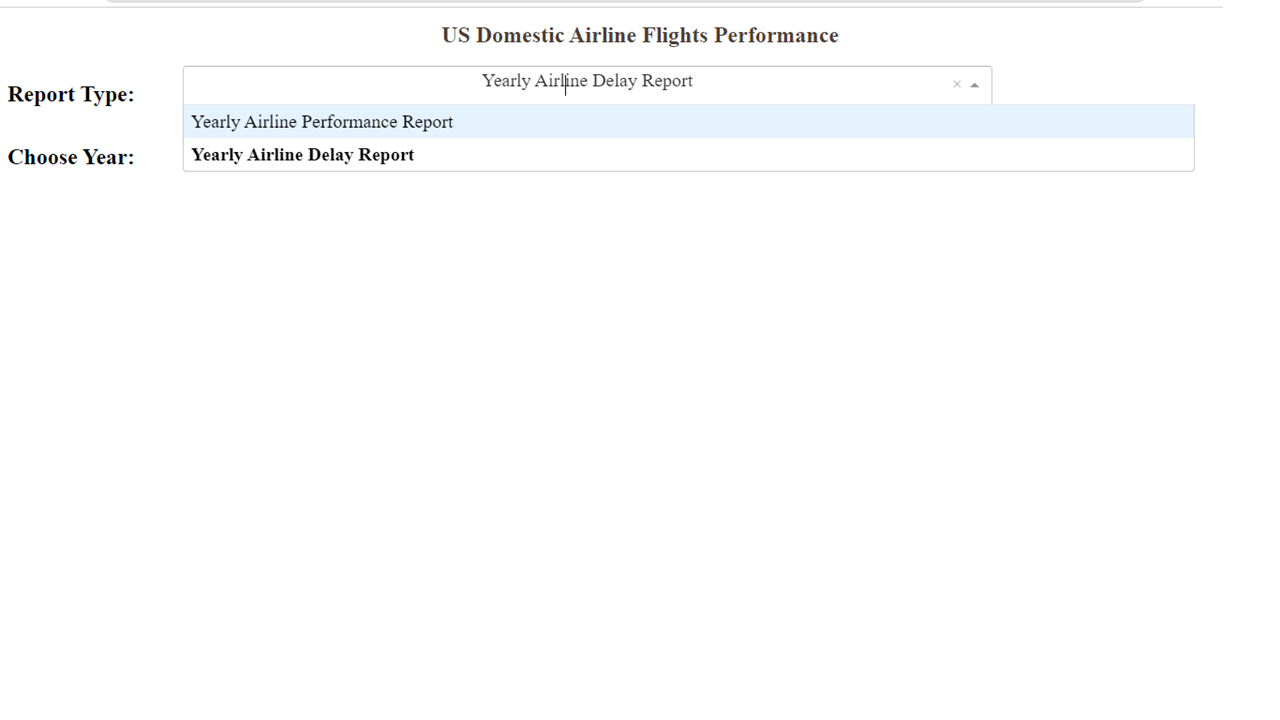 US Domestic Airline Flights Performance
Report Type:
Yearly Airline Delay Report
×
Yearly Airline Performance Report
Yearly Airline Delay Report
Choose Year: